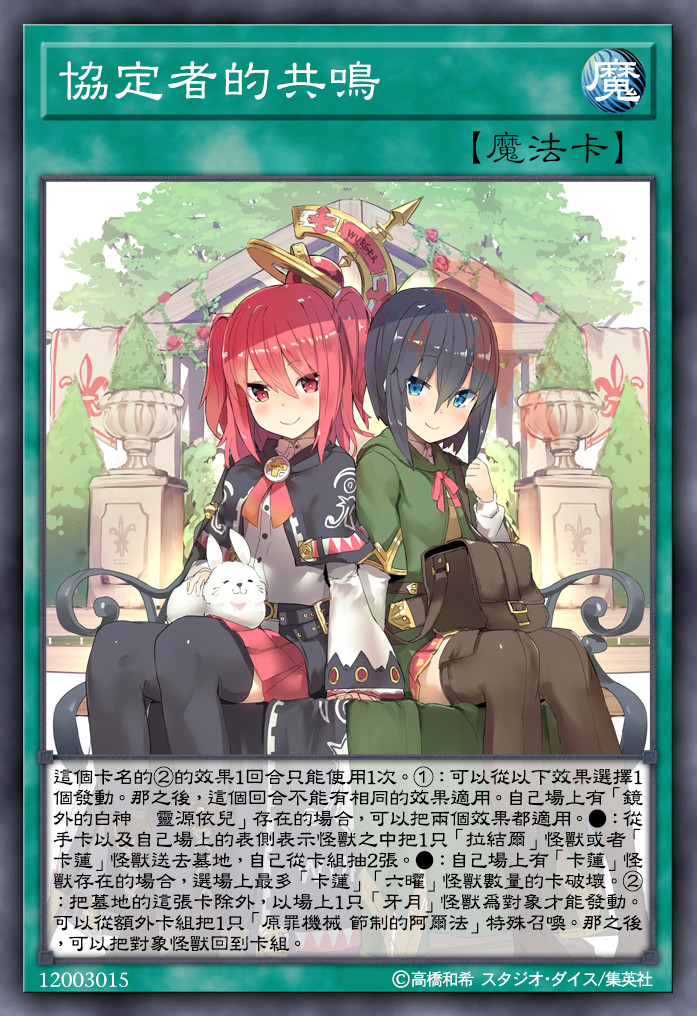 協定者的共鳴
魔
【魔法卡】
這個卡名的②的效果1回合只能使用1次。①：可以從以下效果選擇1
個發動。那之後，這個回合不能有相同的效果適用。自己場上有「鏡
外的白神　靈源依兒」存在的場合，可以把兩個效果都適用。●：從
手卡以及自己場上的表側表示怪獸之中把1只「拉結爾」怪獸或者「
卡蓮」怪獸送去墓地，自己從卡組抽2張。●：自己場上有「卡蓮」怪
獸存在的場合，選場上最多「卡蓮」「六曜」怪獸數量的卡破壞。②
：把墓地的這張卡除外，以場上1只「牙月」怪獸為對象才能發動。
可以從額外卡組把1只「原罪機械 節制的阿爾法」特殊召喚。那之後
，可以把對象怪獸回到卡組。
12003015
©高橋和希 スタジオ・ダイス/集英社